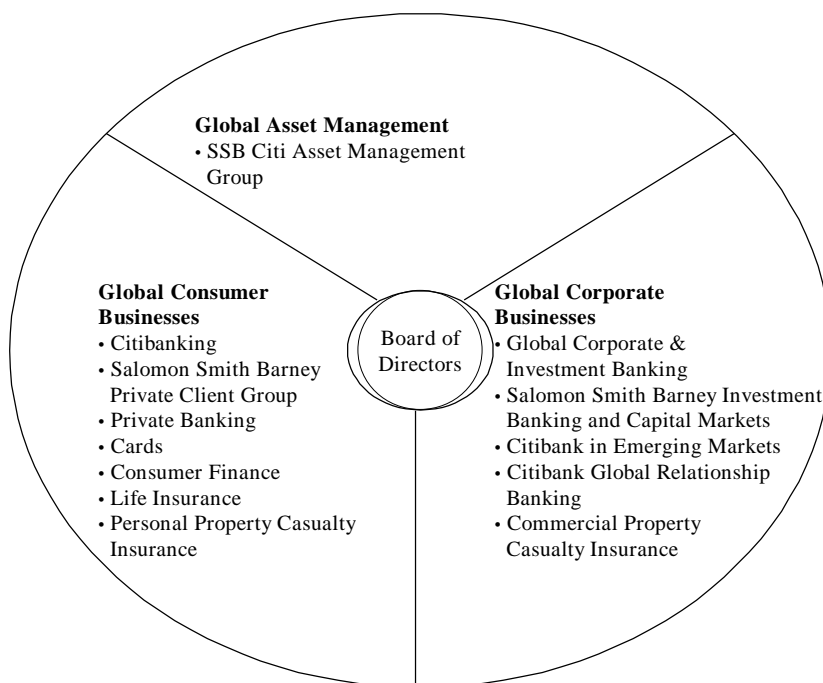 Global Asset Management
• SSB Citi Asset Management
Group
Global Consumer
Businesses
• Citibanking
• Salomon Smith Barney
Private Client Group
• Private Banking
• Cards
• Consumer Finance
• Life Insurance
• Personal Property Casualty
Insurance
Board of
Directors
Global Corporate
Businesses
• Global Corporate &
Investment Banking
• Salomon Smith Barney Investment
Banking and Capital Markets
• Citibank in Emerging Markets
• Citibank Global Relationship
Banking
• Commercial Property
Casualty Insurance